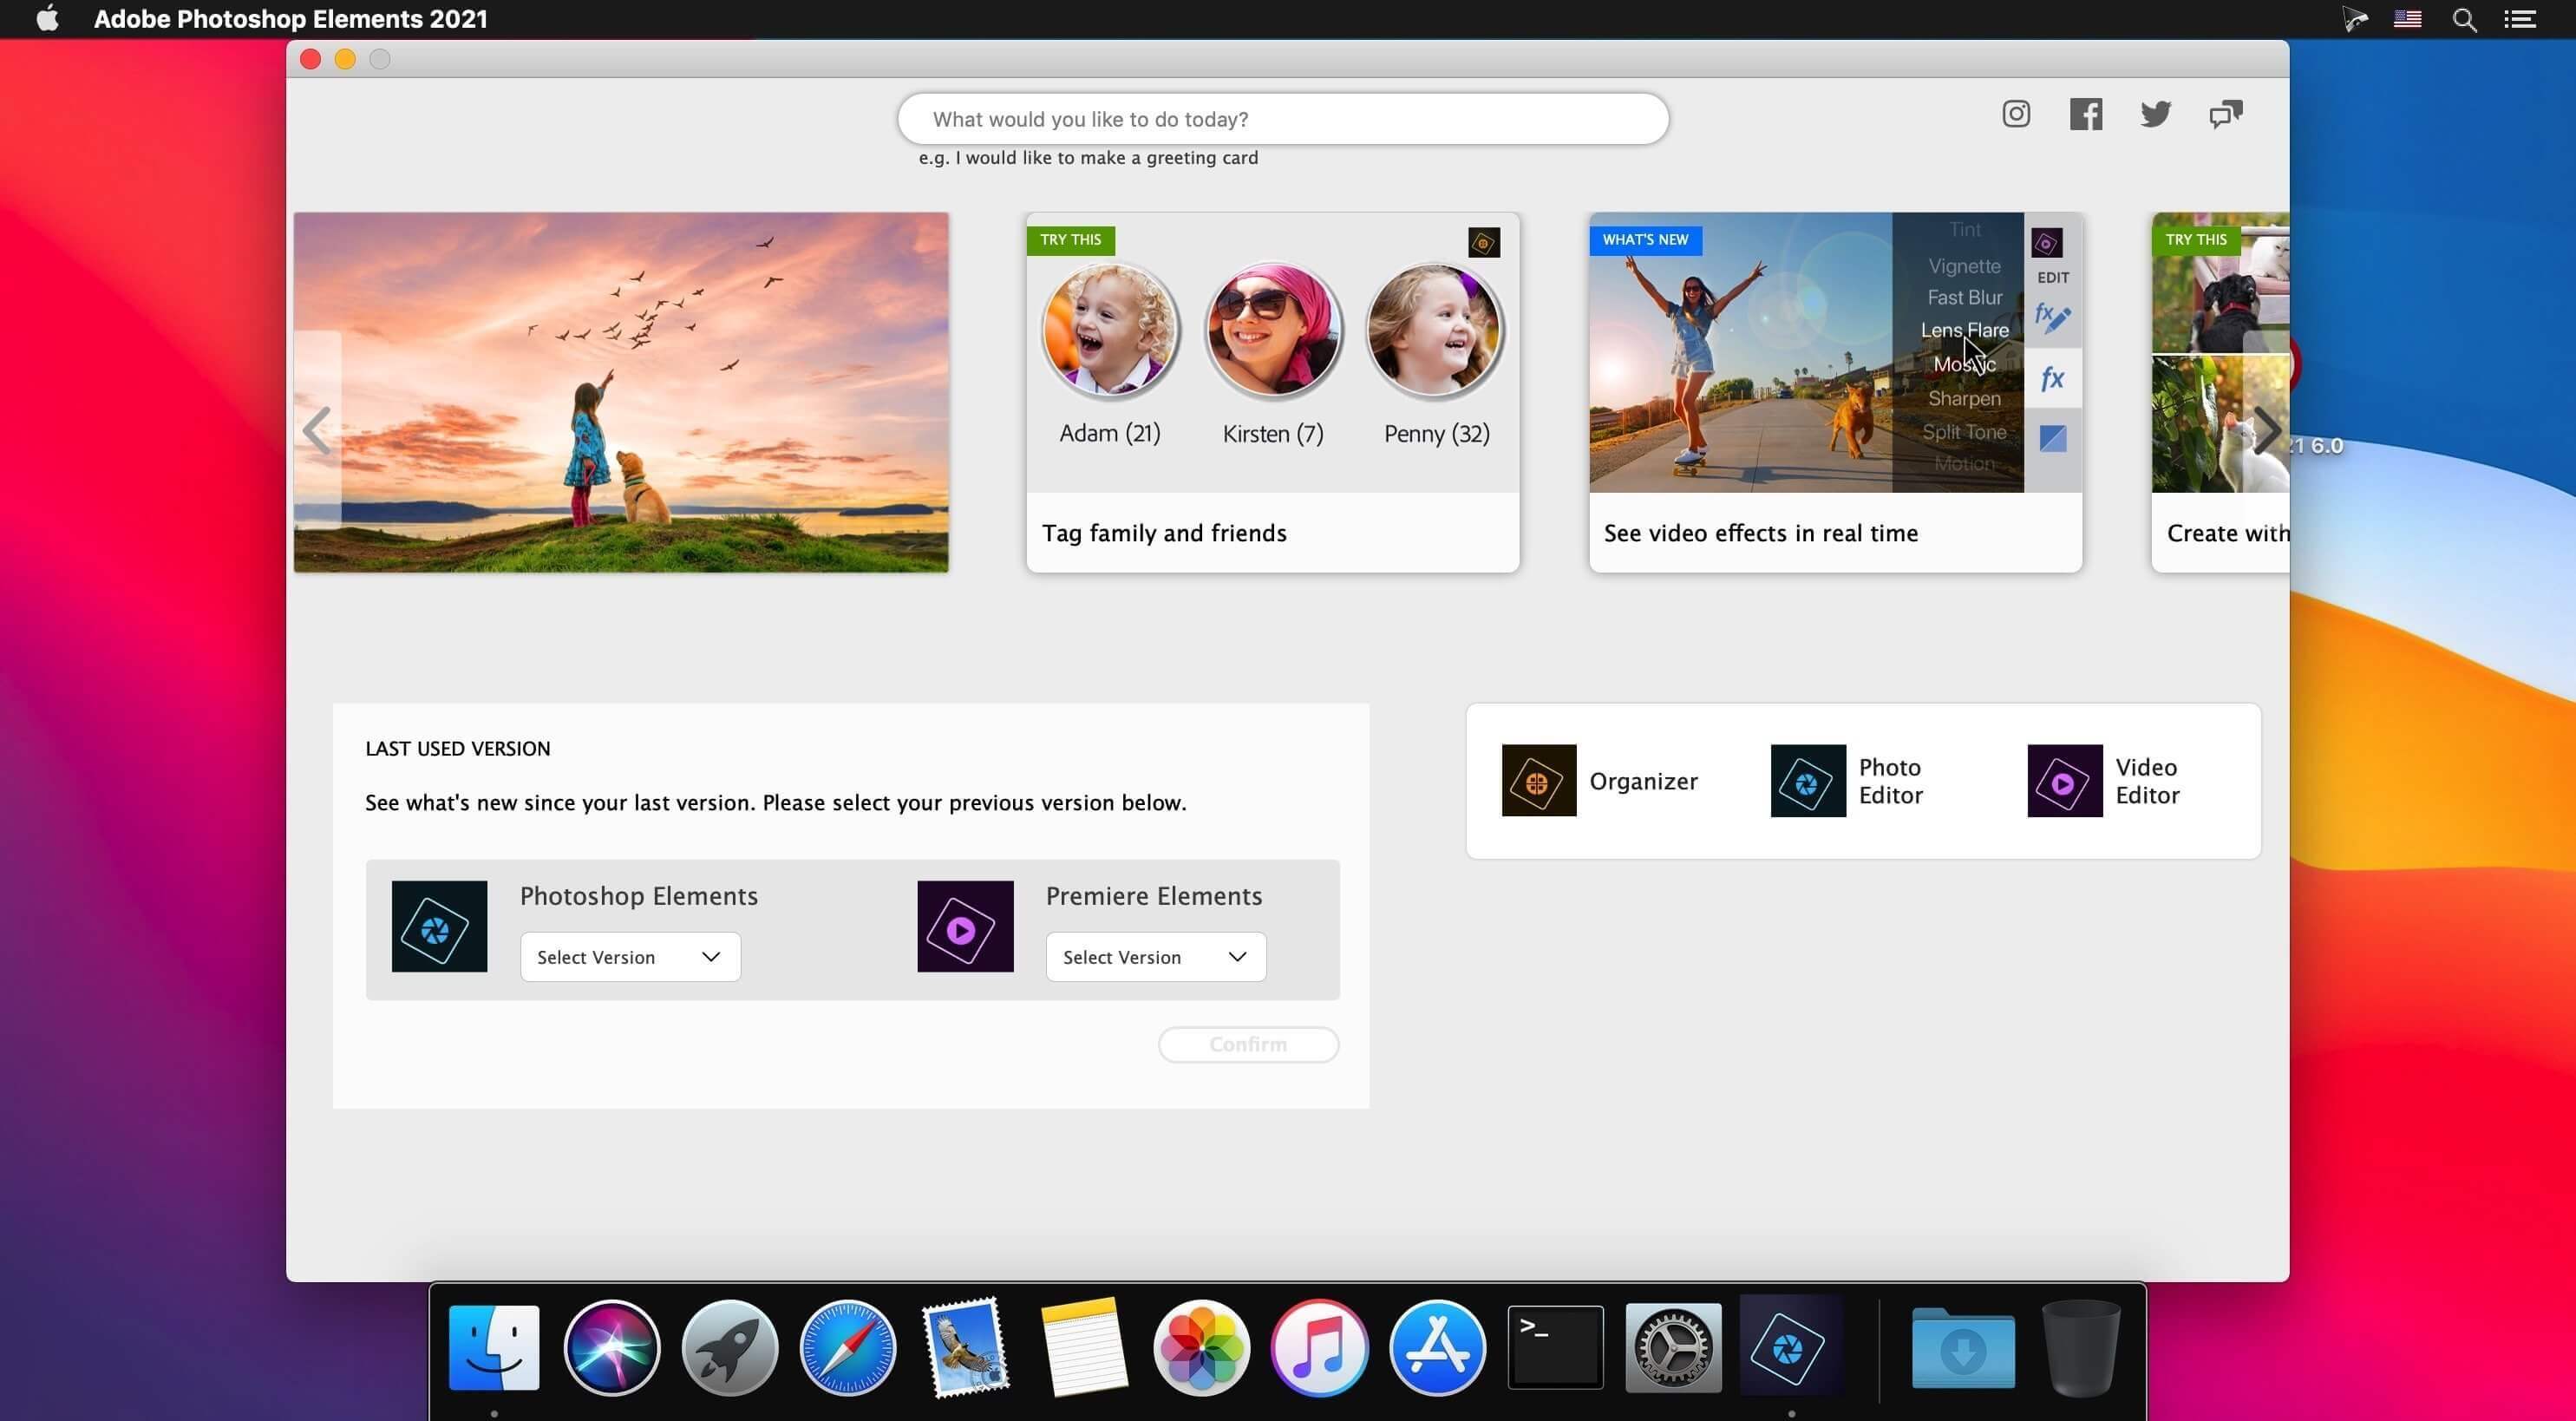 Adobe Photoshop Elements 2021
What would you like to do today?
e.g. I would like to make a greeting card
TRY THIS
Adam (21)
Kirsten (7)
Penny (32)
Tag family and friends
WHAT'S NEW
Tint
Vignette
Fast Blur
Lens Flare
Mosaic
Sharpen
Split Tone
Motion
EDIT
fx
fx
See video effects in real time
TRY THIS
Create with
21 6.0
LAST USED VERSION
See what's new since your last version. Please select your previous version below.
Photoshop Elements
Select Version
Premiere Elements
Select Version
Confirm
Organizer
Photo
Editor
Video
Editor
>_